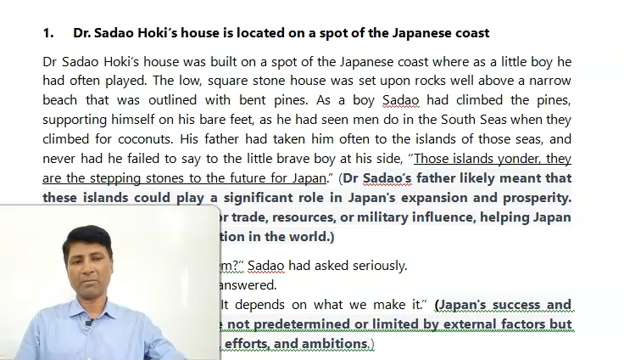 1. Dr. Sadao Hoki's house is located on a spot of the Japanese coast
Dr Sadao Hoki's house was built on a spot of the Japanese coast where as a little boy he
had often played. The low, square stone house was set upon rocks well above a narrow
beach that was outlined with bent pines. As a boy Sadao had climbed the pines,
supporting himself on his bare feet, as he had seen men do in the South Seas when they
climbed for coconuts. His father had taken him often to the islands of those seas, and
never had he failed to say to the little brave boy at his side, "Those islands yonder, they
are the stepping stones to the future for Japan." (Dr Sadao's father likely meant that
these islands could play a significant role in Japan's expansion and prosperity.
or trade, resources, or military influence, helping Japan
tion in the world.)
m?" Sadao had asked seriously.
answered.
It depends on what we make it." (Japan's success and
not predetermined or limited by external factors but
efforts, and ambitions.)